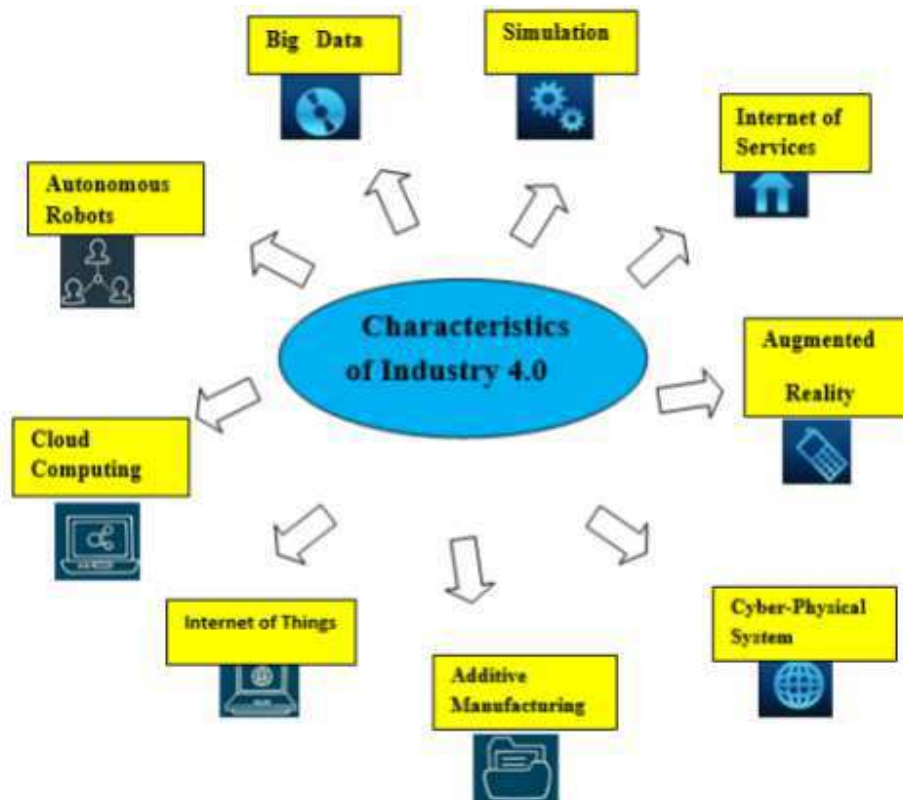 Big Data
Simulation
Internet of
Services
Autonomous
Robots
Characteristics
of Industry 4.0
Augmented
Reality
Cloud
Computing
Internet of Things
Additive
Manufacturing
Cyber-Physical
System